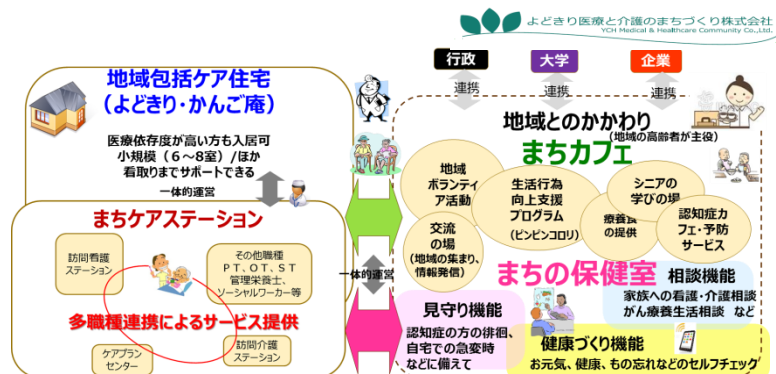 よどきり医療と介護のまちづくり株式会社
YCH Medical & Healthcare Community Co.,Ltd.
行政
大学
企業
連携
連携
連携
地域包括ケア住宅
（よどきり・かんご庵）
医療依存度が高い方も入居可
小規模（６～８室）/ほか
看取りまでサポートできる
一体的運営
まちケアステーション
訪問看護
ステーション
その他職種
ＰＴ、ＯＴ、ＳＴ
管理栄養士、
ソーシャルワーカー等
多職種連携によるサービス提供
ケアプラン
センター
訪問介護
ステーション
一体的運営
地域とのかかわり
（地域の高齢者が主役）
まちカフェ
地域
ボランティ
ア活動
生活行為
向上支援
プログラム
（ピンピンコロリ）
シニアの
学びの場
療養食
の提供
認知症カ
フェ・予防
サービス
交流
の場
（地域の集まり、
情報発信）
まちの保健室
相談機能
家族への看護・介護相談
がん療養生活相談 など
見守り機能
認知症の方の徘徊、
自宅での急変時
などに備えて
健康づくり機能
お元気、健康、もの忘れなどのセルフチェック